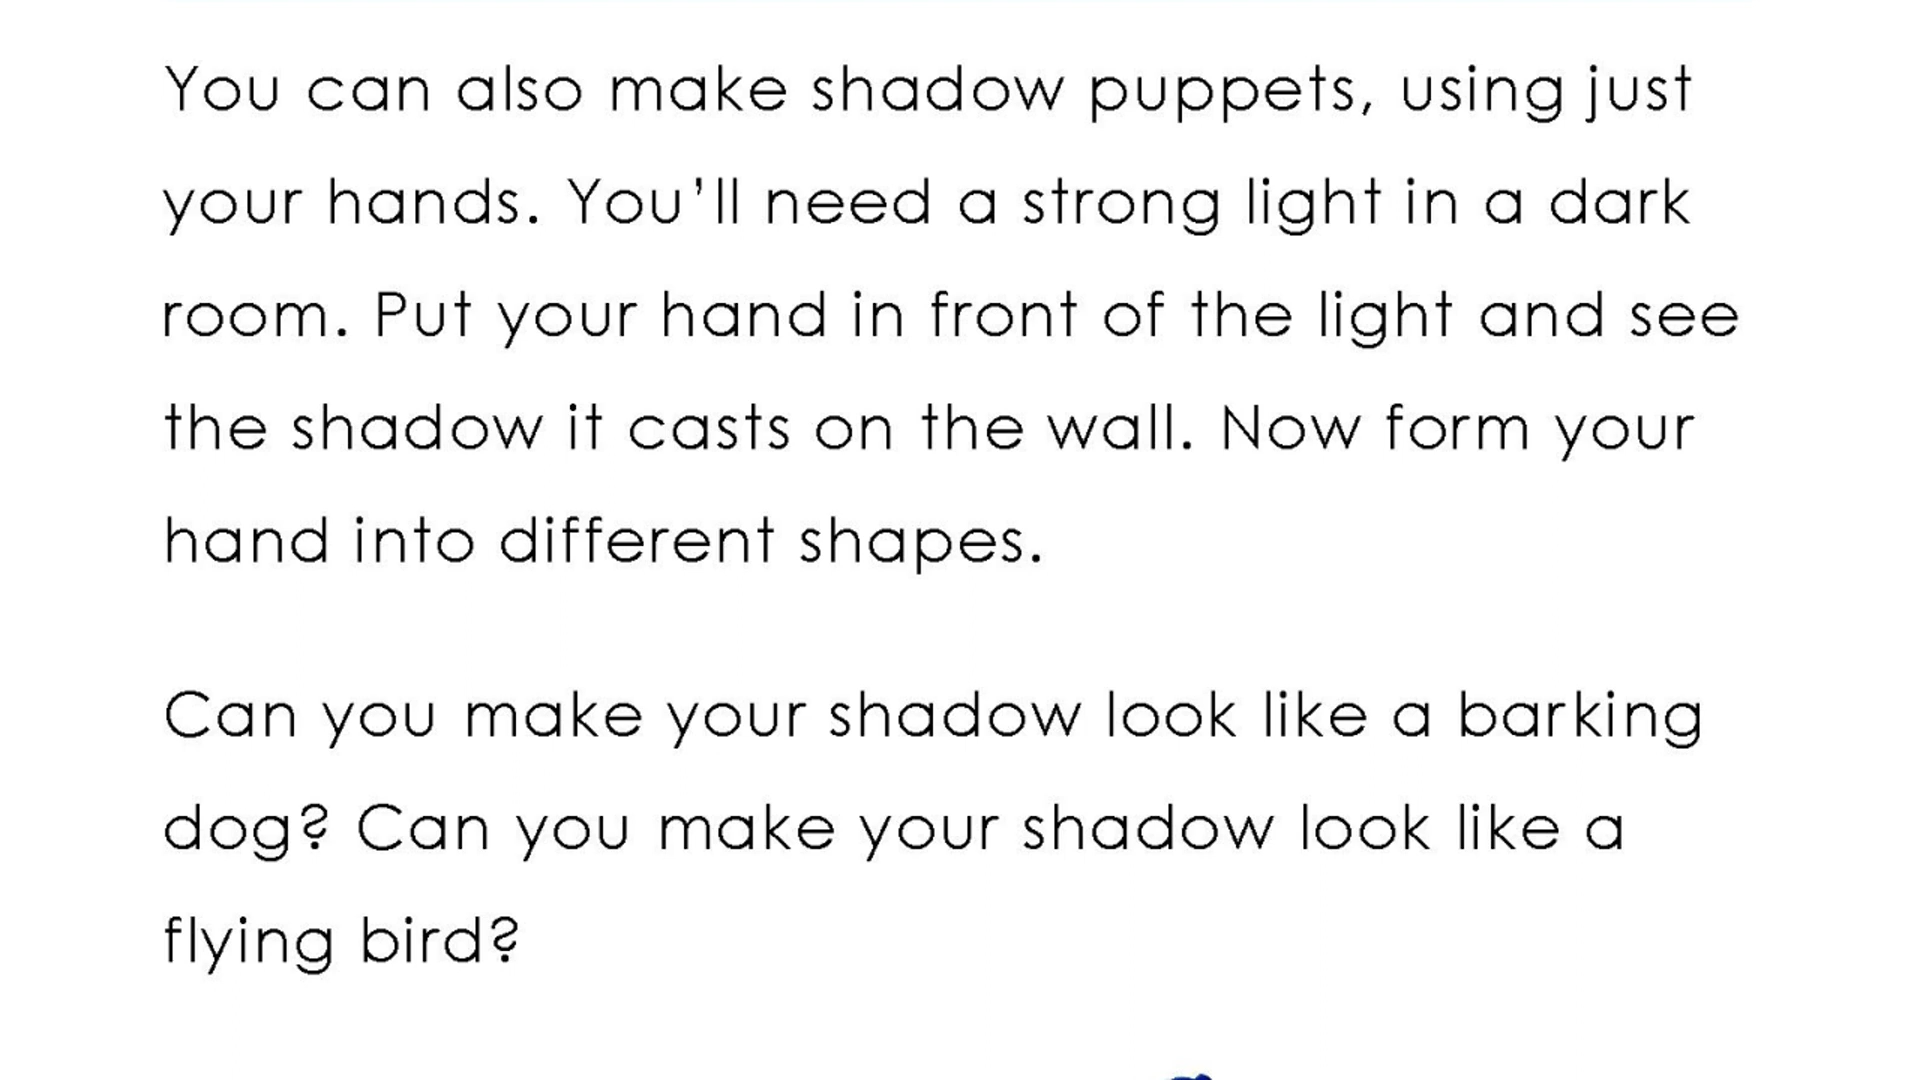 You can also make shadow puppets, using just
your hands. You’ll need a strong light in a dark
room. Put your hand in front of the light and see
the shadow it casts on the wall. Now form your
hand into different shapes.
Can you make your shadow look like a barking
dog? Can you make your shadow look like a
flying bird?